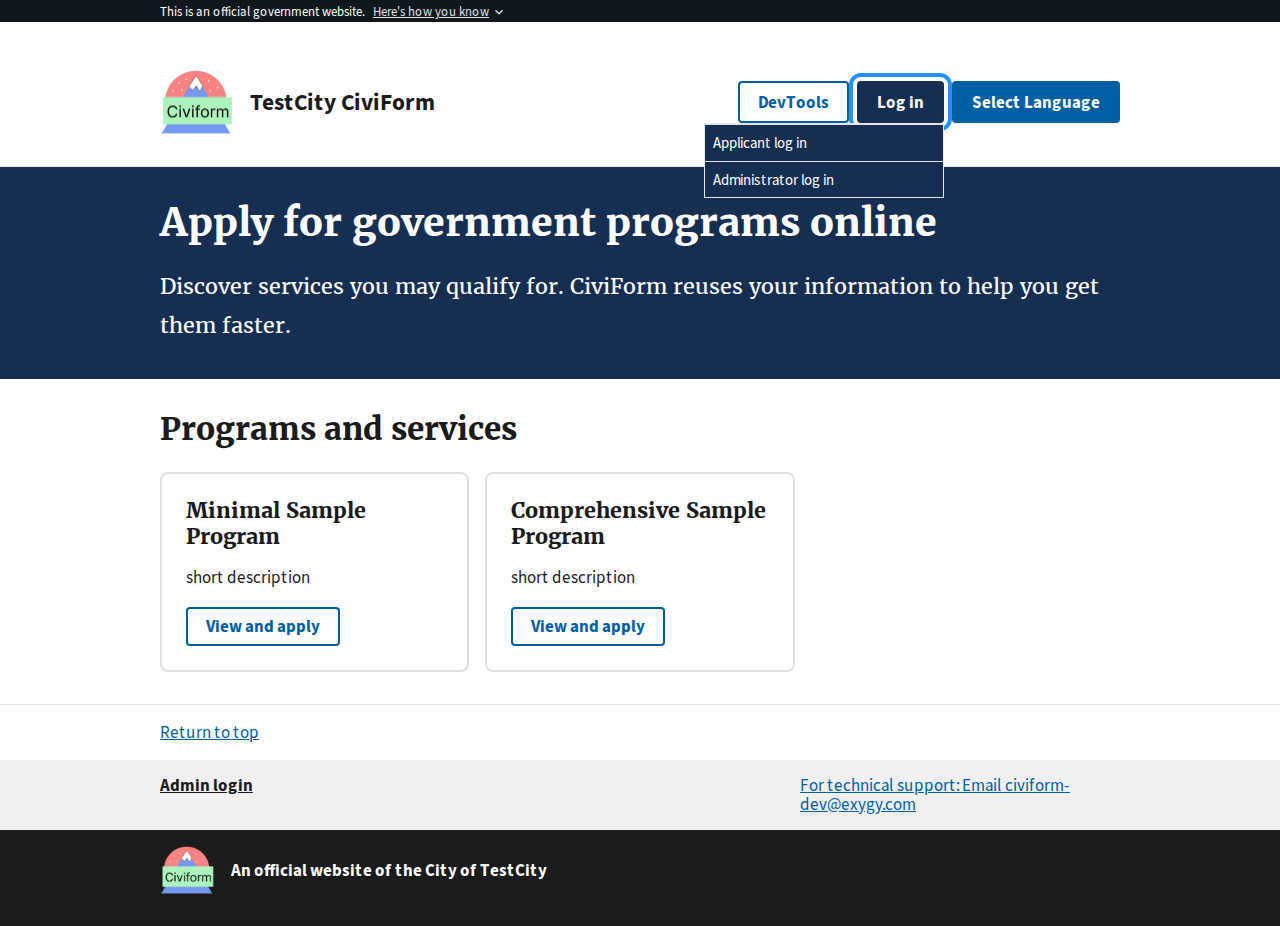 This is an official government website. Here's how you know
Civiform
TestCity CiviForm
DevTools
Log in
Select Language
Applicant log in
Administrator log in
Apply for government programs online
Discover services you may qualify for. CiviForm reuses your information to help you get
them faster.
Programs and services
Minimal Sample
Program
short description
View and apply
Comprehensive Sample
Program
short description
View and apply
Return to top
Admin login
For technical support: Email civiform-
dev@exygy.com
Civiform
An official website of the City of TestCity